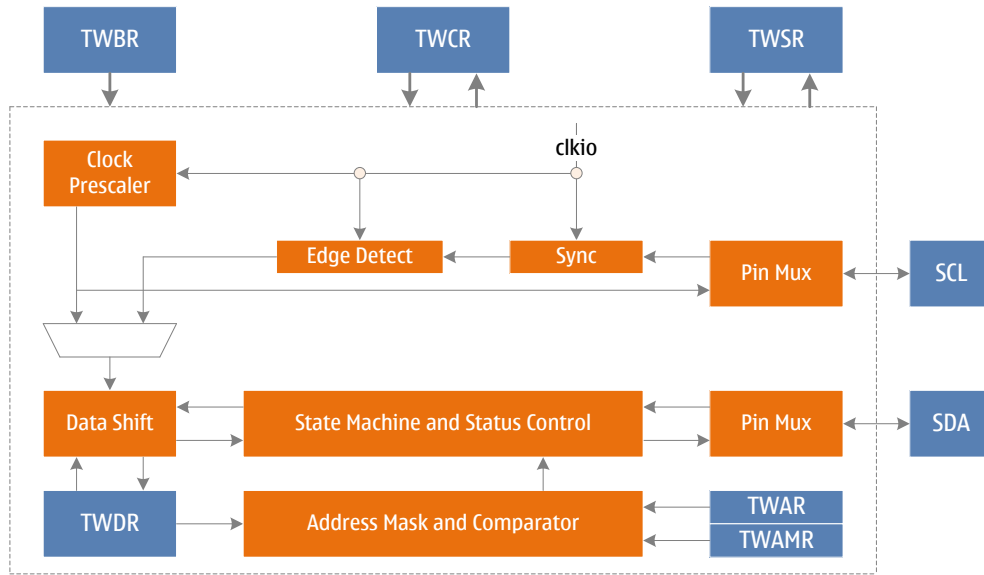 TWBR
TWCR
TWSR
clkio
Clock
Prescaler
Edge Detect
Sync
Pin Mux
SCL
Data Shift
State Machine and Status Control
Pin Mux
SDA
TWDR
Address Mask and Comparator
TWAR
TWAMR